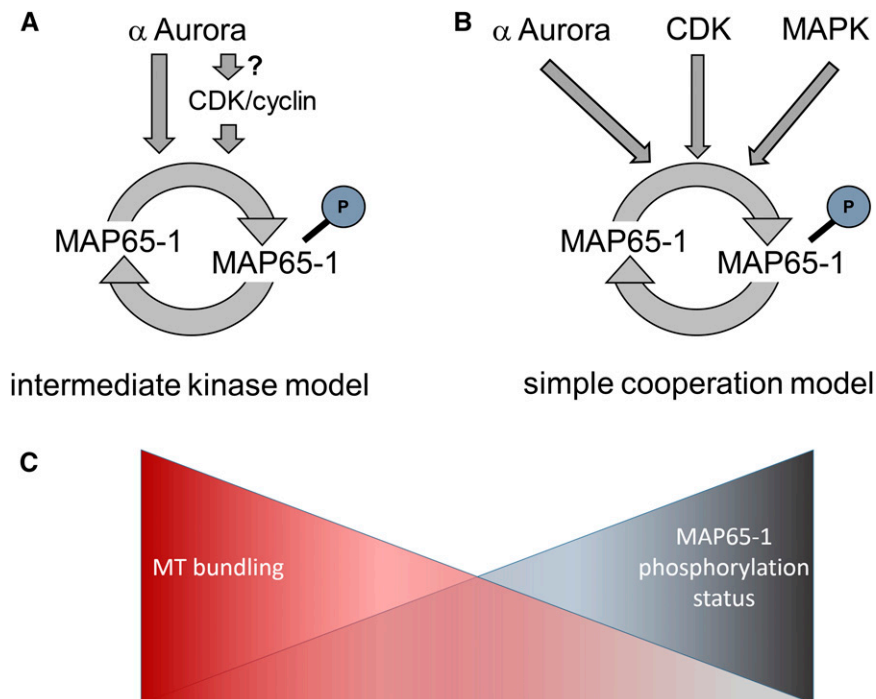 A
α Aurora
?
CDK/cyclin
MAP65-1
P
MAP65-1
intermediate kinase model
B
α Aurora CDK MAPK
MAP65-1
P
MAP65-1
simple cooperation model
C
MT bundling
MAP65-1
phosphorylation
status